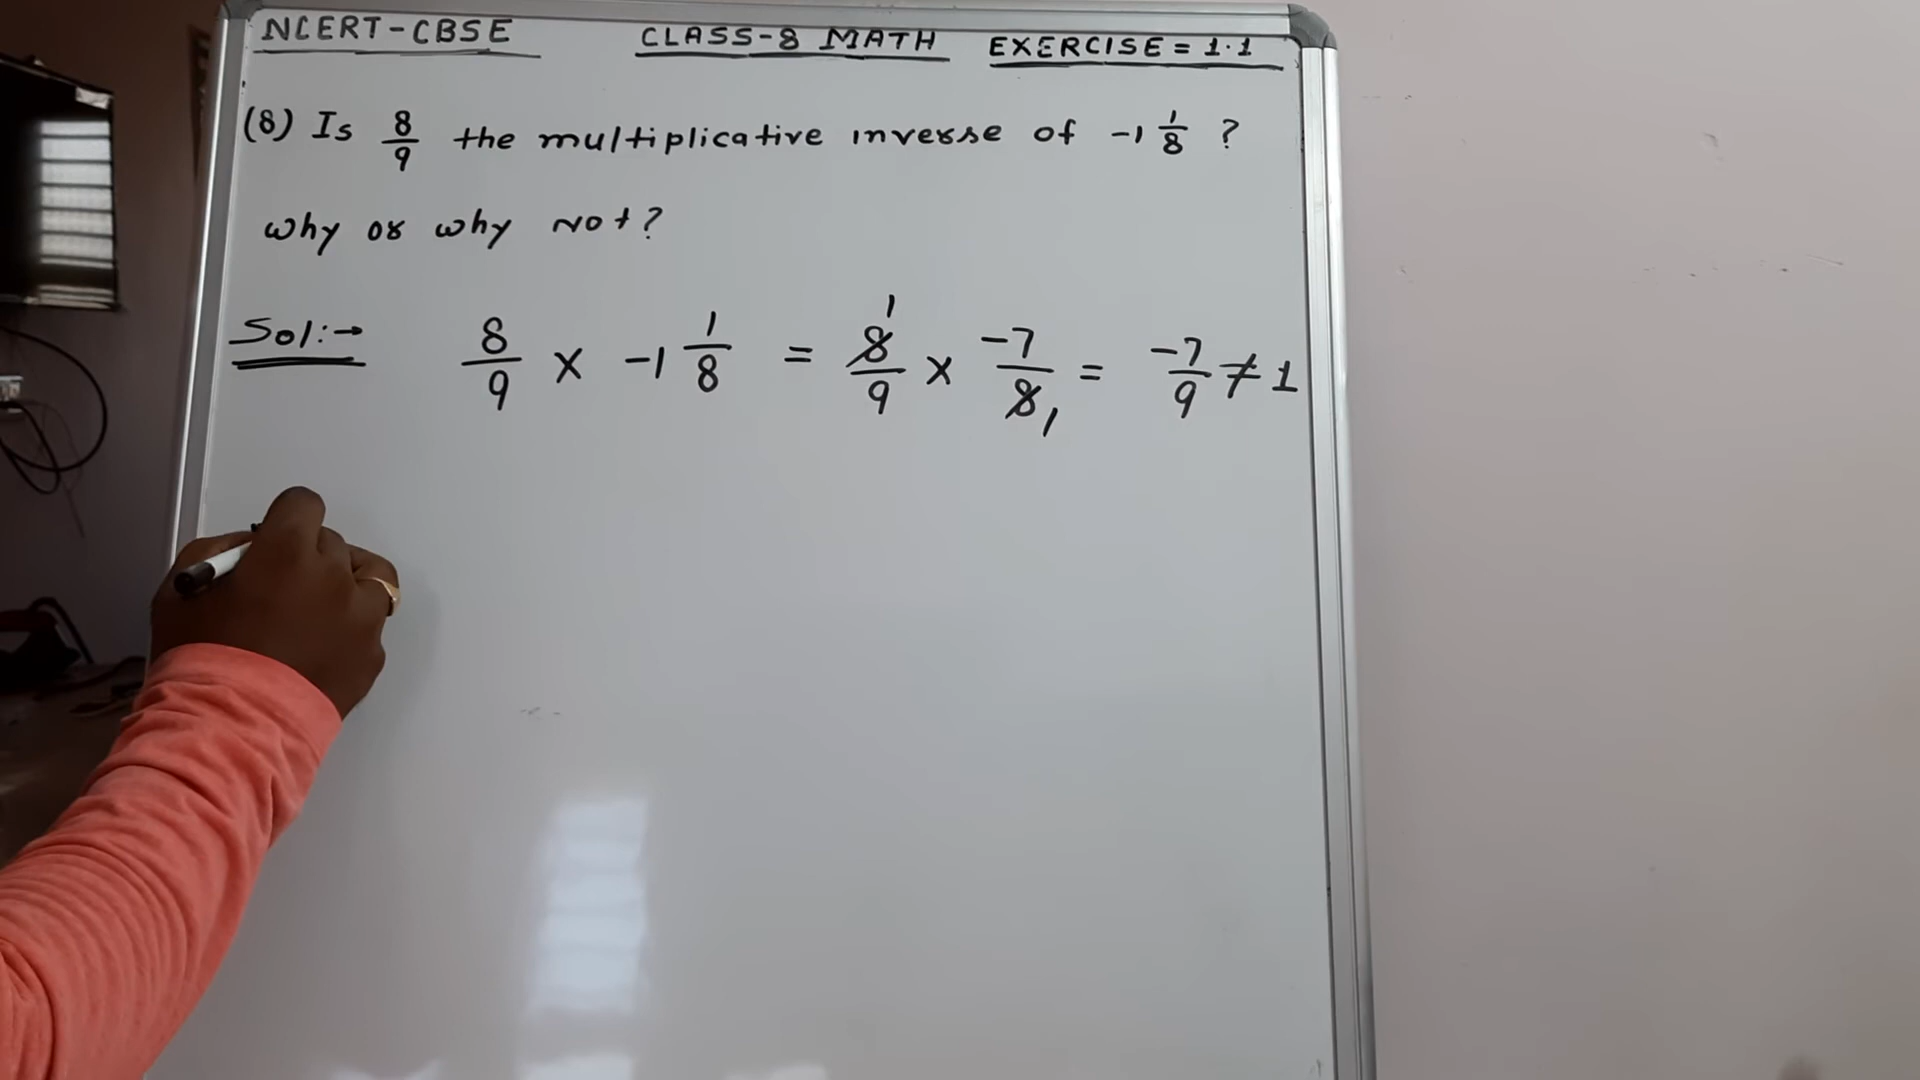 NCERT-CBSE CLASS-8 MATH EXERCISE = 1.1
(8) Is 8/9 the multiplicative inverse of -1 1/8 ?
why or why not?
Sol:→ 8/9 × -1 1/8 = 8/9 × -7/8 = -7/9 ≠ 1